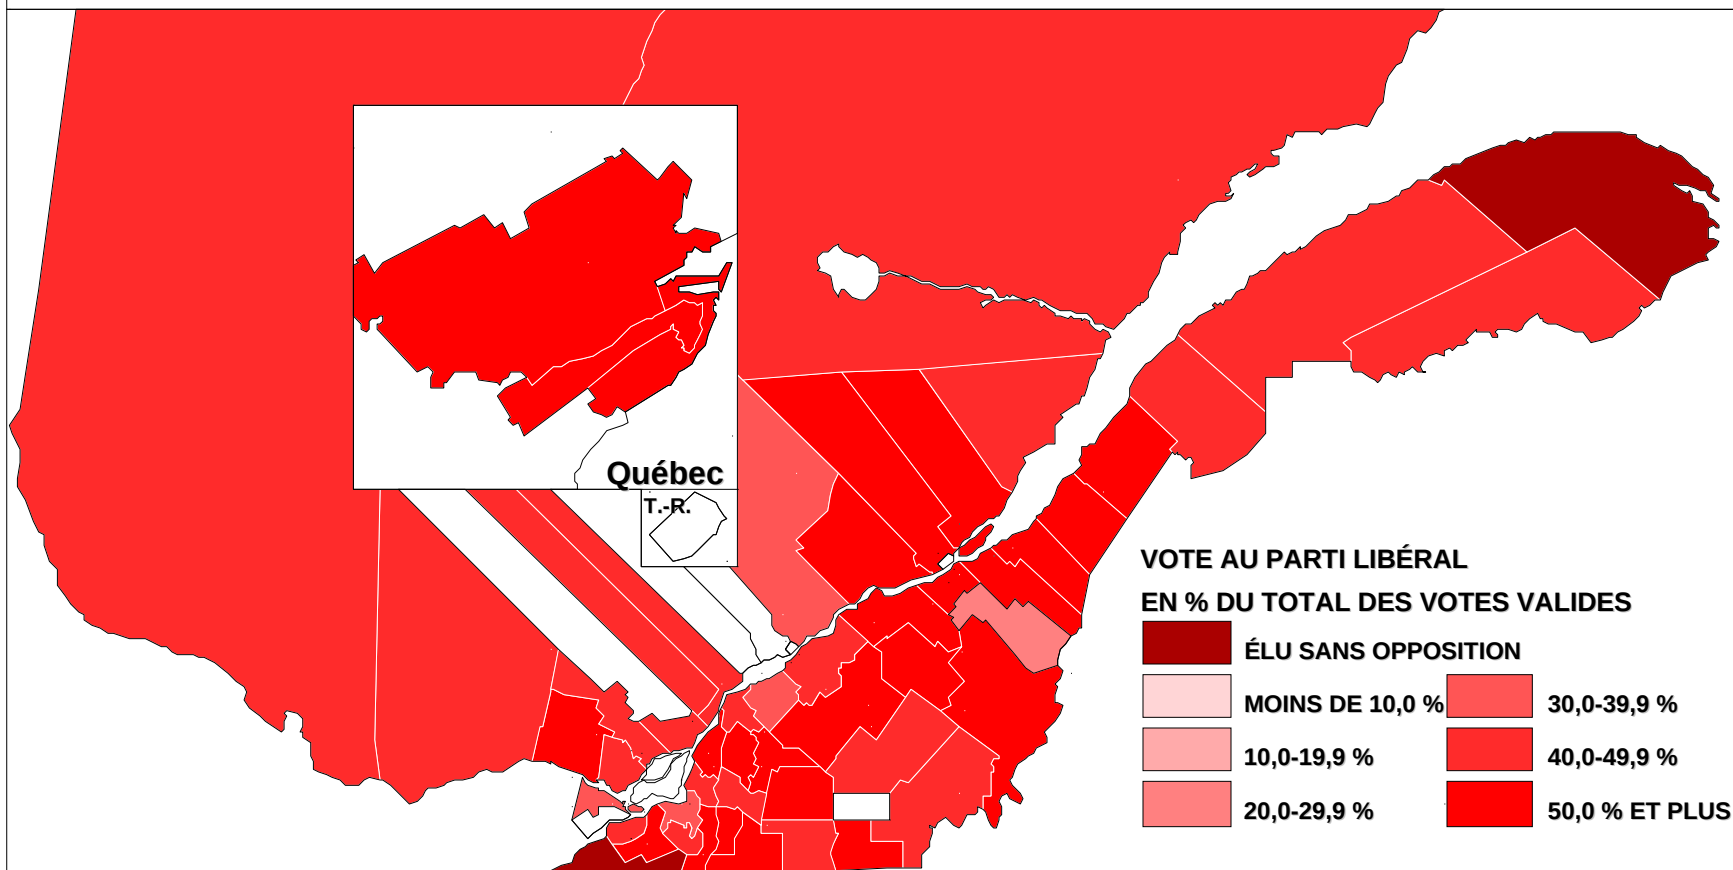 Québec
T.-R.
VOTE AU PARTI LIBÉRAL
EN % DU TOTAL DES VOTES VALIDES
ÉLU SANS OPPOSITION
MOINS DE 10,0 %
30,0-39,9 %
10,0-19,9 %
40,0-49,9 %
20,0-29,9 %
50,0 % ET PLUS